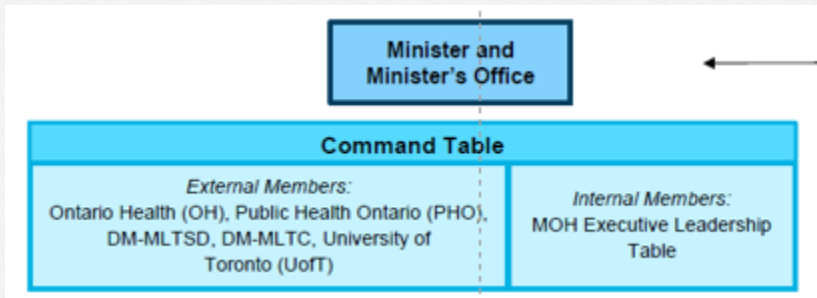 Minister and
Minister's Office
Command Table
External Members:
Ontario Health (OH), Public Health Ontario (PHO),
DM-MLTSD, DM-MLTC, University of
Toronto (UofT)
Internal Members:
MOH Executive Leadership
Table